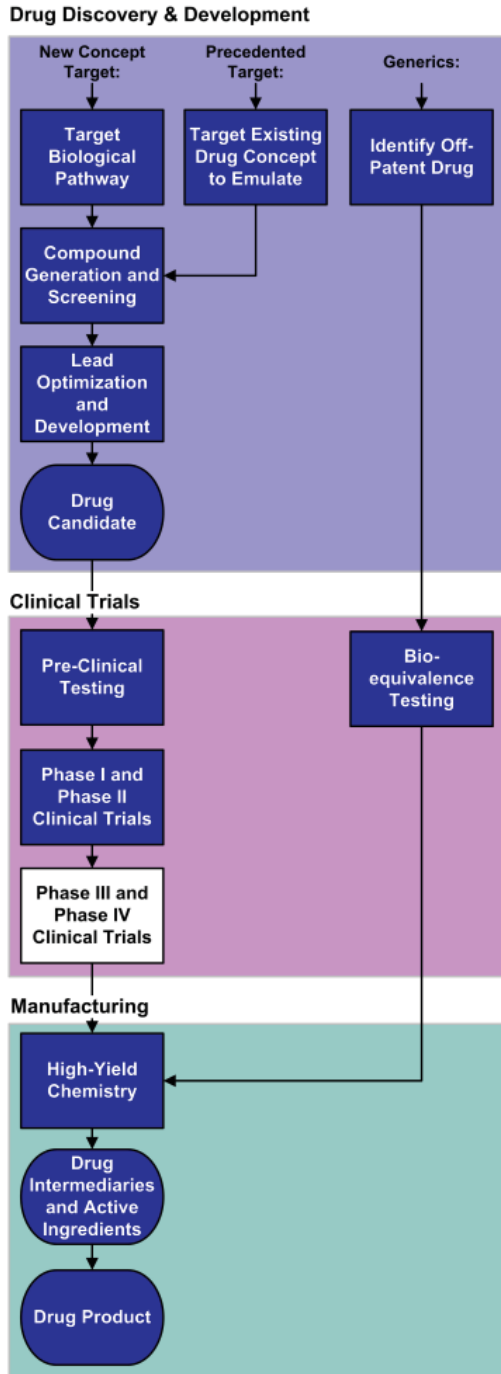 Drug Discovery & Development
New Concept
Target:
Precedented
Target:
Generics:
Target
Biological
Pathway
Target Existing
Drug Concept
to Emulate
Identify Off-
Patent Drug
Compound
Generation and
Screening
Lead
Optimization
and
Development
Drug
Candidate
Clinical Trials
Pre-Clinical
Testing
Bio-
equivalence
Testing
Phase I and
Phase II
Clinical Trials
Phase III and
Phase IV
Clinical Trials
Manufacturing
High-Yield
Chemistry
Drug
Intermediaries
and Active
Ingredients
Drug Product